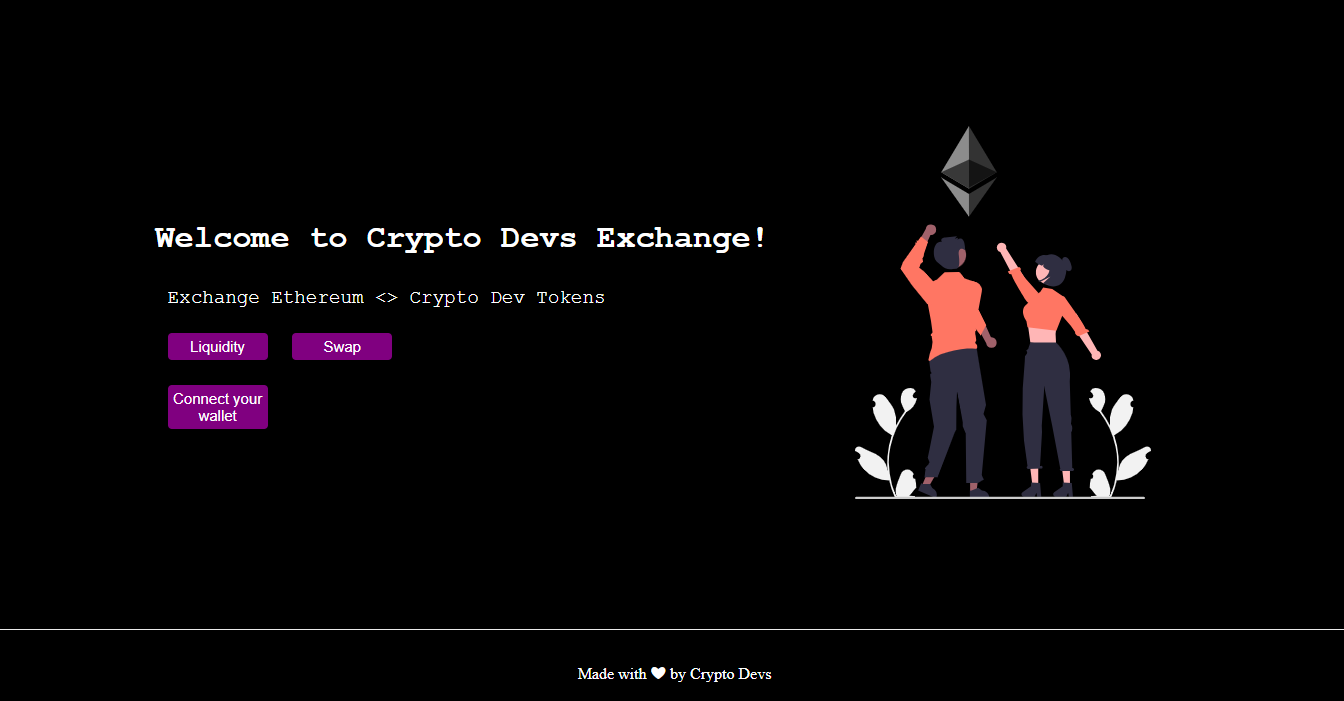 Welcome to Crypto Devs Exchange!
Exchange Ethereum <> Crypto Dev Tokens
Liquidity
Swap
Connect your
wallet
Made with ♥ by Crypto Devs